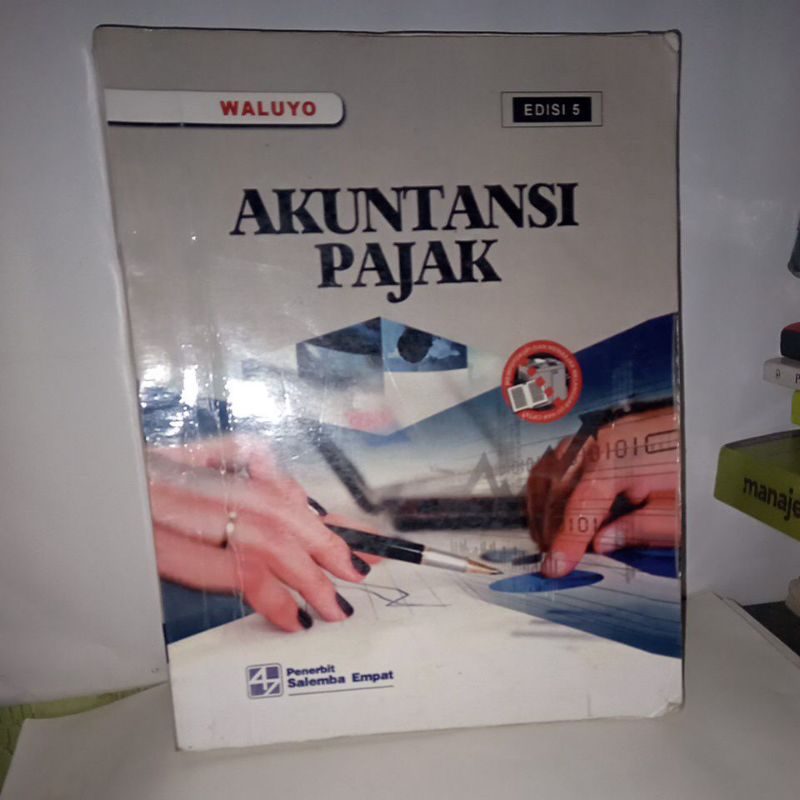 WALUYO
EDISI 5
AKUNTANSI
PAJAK
Penerbit
Salemba Empat
manaje